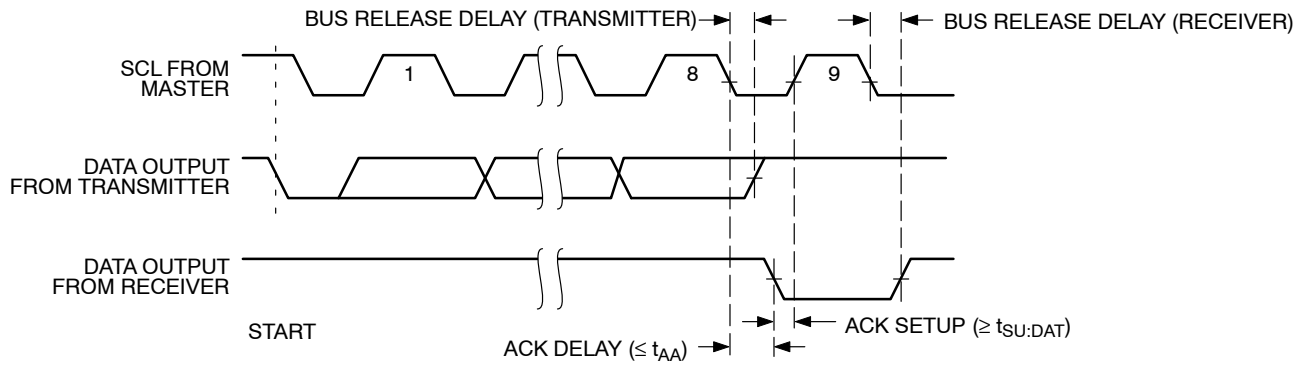 BUS RELEASE DELAY (TRANSMITTER)
BUS RELEASE DELAY (RECEIVER)
SCL FROM
MASTER
1
8
9
DATA OUTPUT
FROM TRANSMITTER
DATA OUTPUT
FROM RECEIVER
START
ACK SETUP (≥ tSU:DAT)
ACK DELAY (≤ tAA)